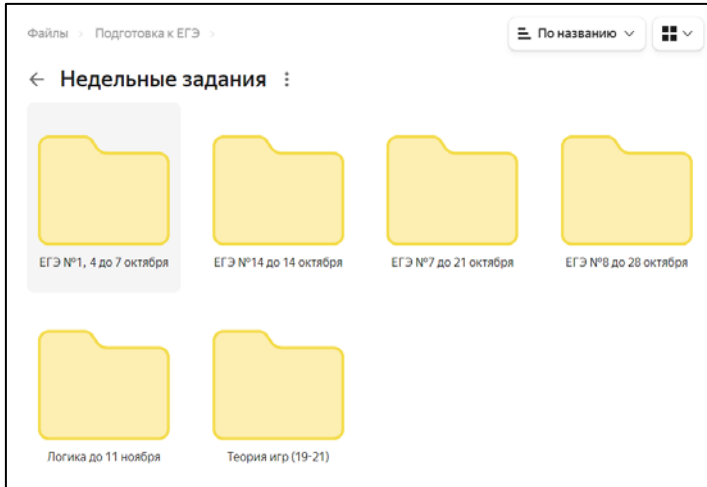 Файлы > Подготовка к ЕГЭ >
По названию
← Недельные задания
ЕГЭ №1, 4 до 7 октября
ЕГЭ №14 до 14 октября
ЕГЭ №7 до 21 октября
ЕГЭ №8 до 28 октября
Логика до 11 ноября
Теория игр (19-21)